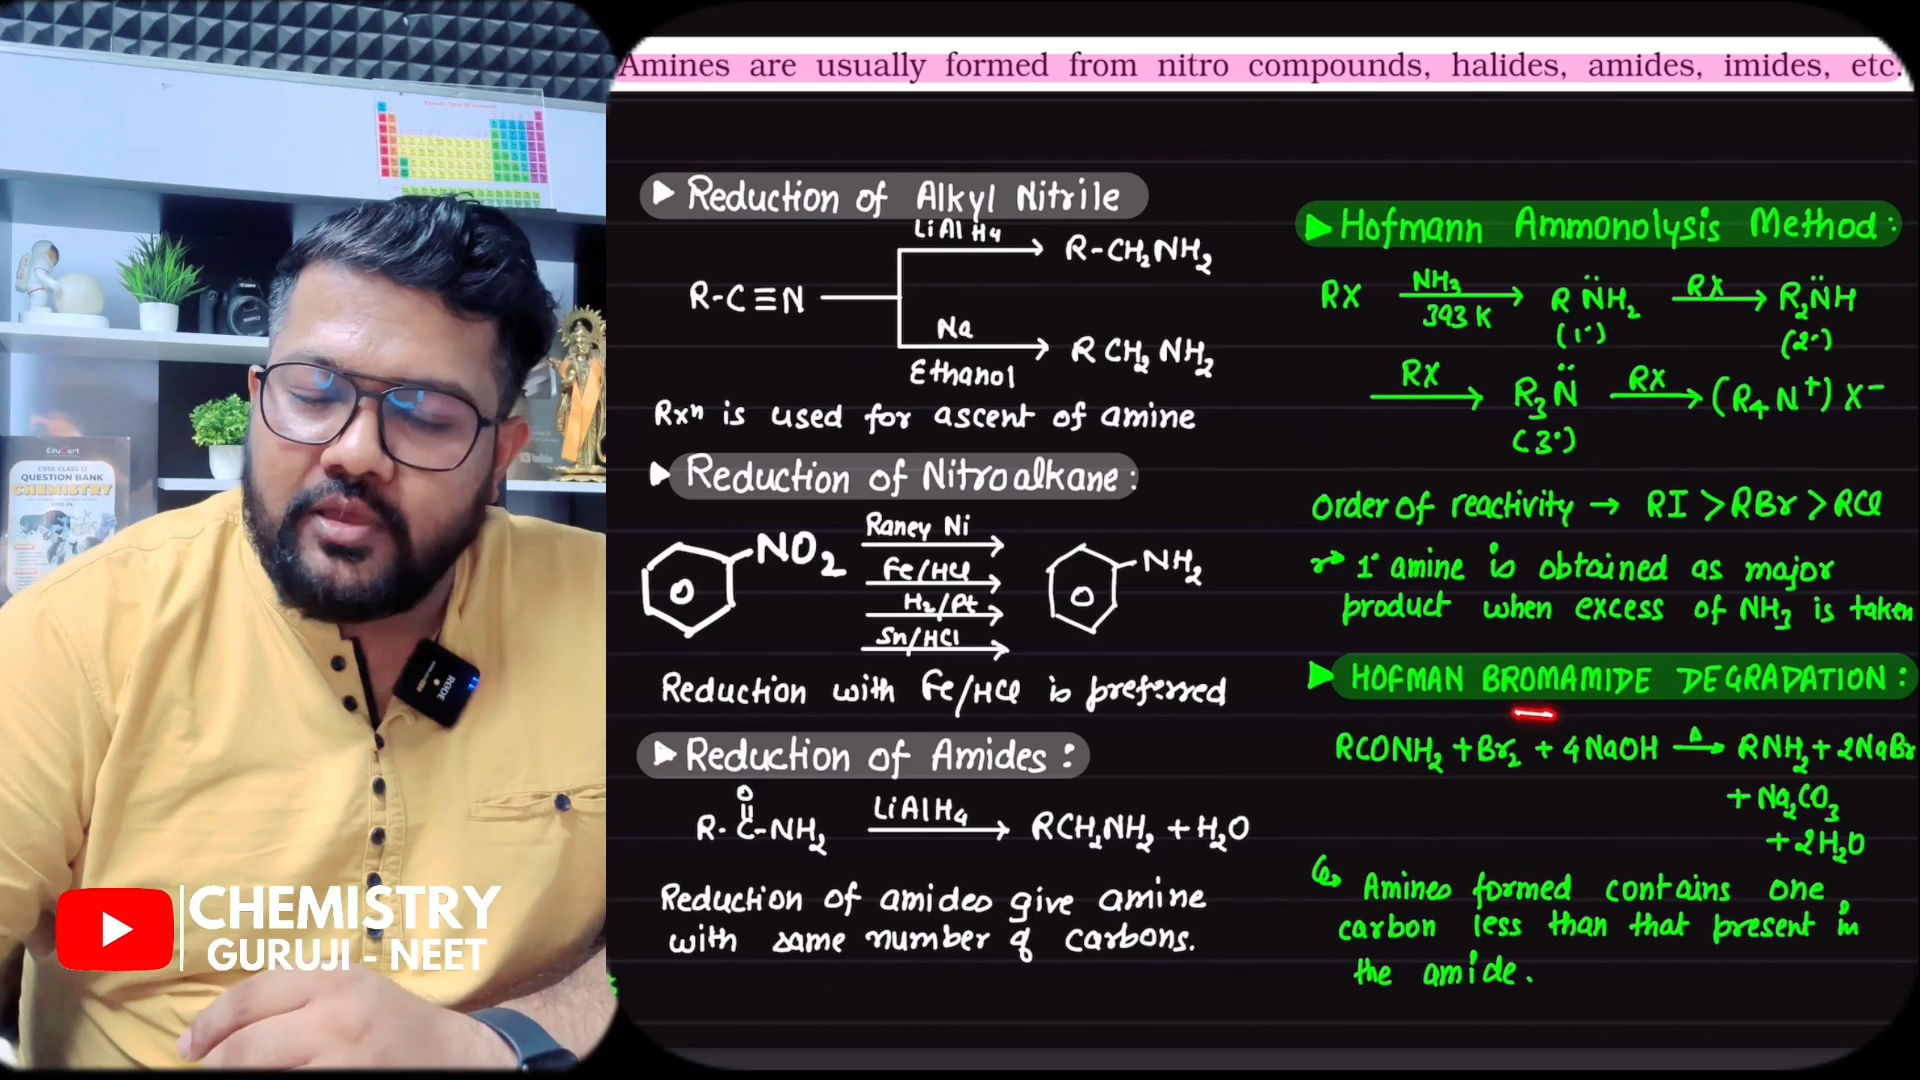 Amines are usually formed from nitro compounds, halides, amides, imides, etc.
Reduction of Alkyl Nitrile
LiAlH4
R-C≡N
R-CH2NH2
Na
Ethanol
R CH2 NH2
Rxn is used for ascent of amine
Reduction of Nitroalkane:
NO2
Raney Ni
Fe/HCl
H2/Pt
Sn/HCl
NH2
Reduction with Fe/HCl is preferred
Reduction of Amides:
O
R-C-NH2
LiAlH4
RCH2NH2 + H2O
Reduction of amides give amine
with same number of carbons.
Hofmann Ammonolysis Method:
RX NH3 393 K R NH2 (1°) RX R2NH (2°)
RX R3N (3°) RX (R4N+) X-
Order of reactivity → RI > RBr > RCl
1° amine is obtained as major
product when excess of NH3 is taken
HOFMAN BROMAMIDE DEGRADATION:
RCONH2 + Br2 + 4NaOH Δ→ RNH2 + 2NaBr
+ Na2CO3
+ 2H2O
Amines formed contains one
carbon less than that present in
the amide.
EduCart
CBSE CLASS 12
QUESTION BANK
CHEMISTRY
RODE
CHEMISTRY
GURUJI - NEET